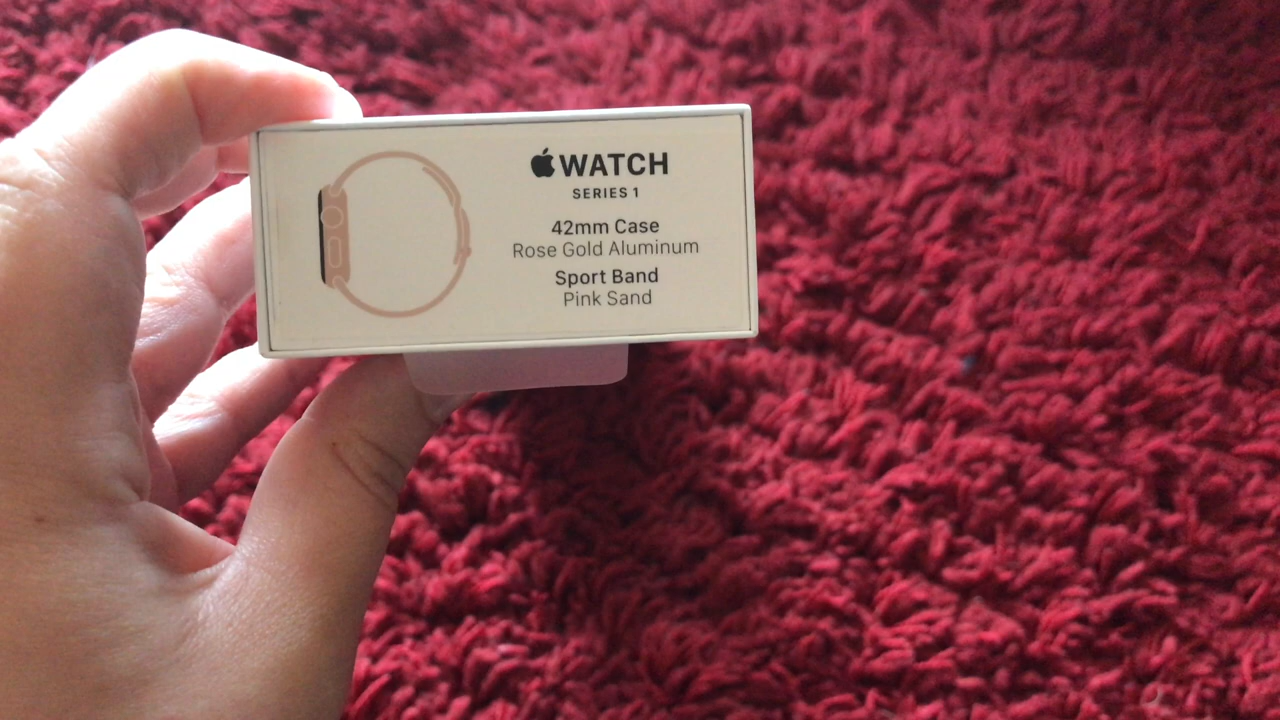 WATCH
SERIES 1
42mm Case
Rose Gold Aluminum
Sport Band
Pink Sand